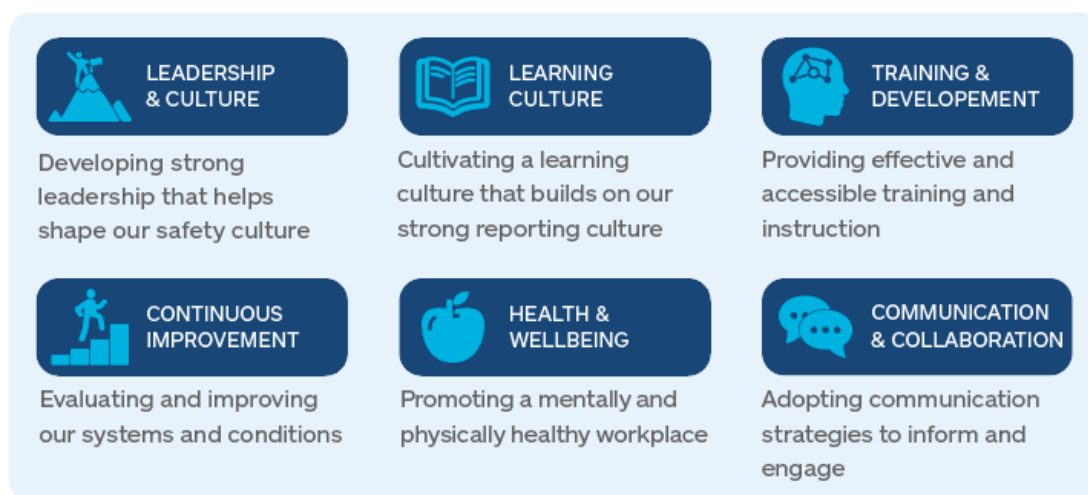 LEADERSHIP
& CULTURE
Developing strong
leadership that helps
shape our safety culture
LEARNING
CULTURE
Cultivating a learning
culture that builds on our
strong reporting culture
TRAINING &
DEVELOPEMENT
Providing effective and
accessible training and
instruction
CONTINUOUS
IMPROVEMENT
Evaluating and improving
our systems and conditions
HEALTH &
WELLBEING
Promoting a mentally and
physically healthy workplace
COMMUNICATION
& COLLABORATION
Adopting communication
strategies to inform and
engage